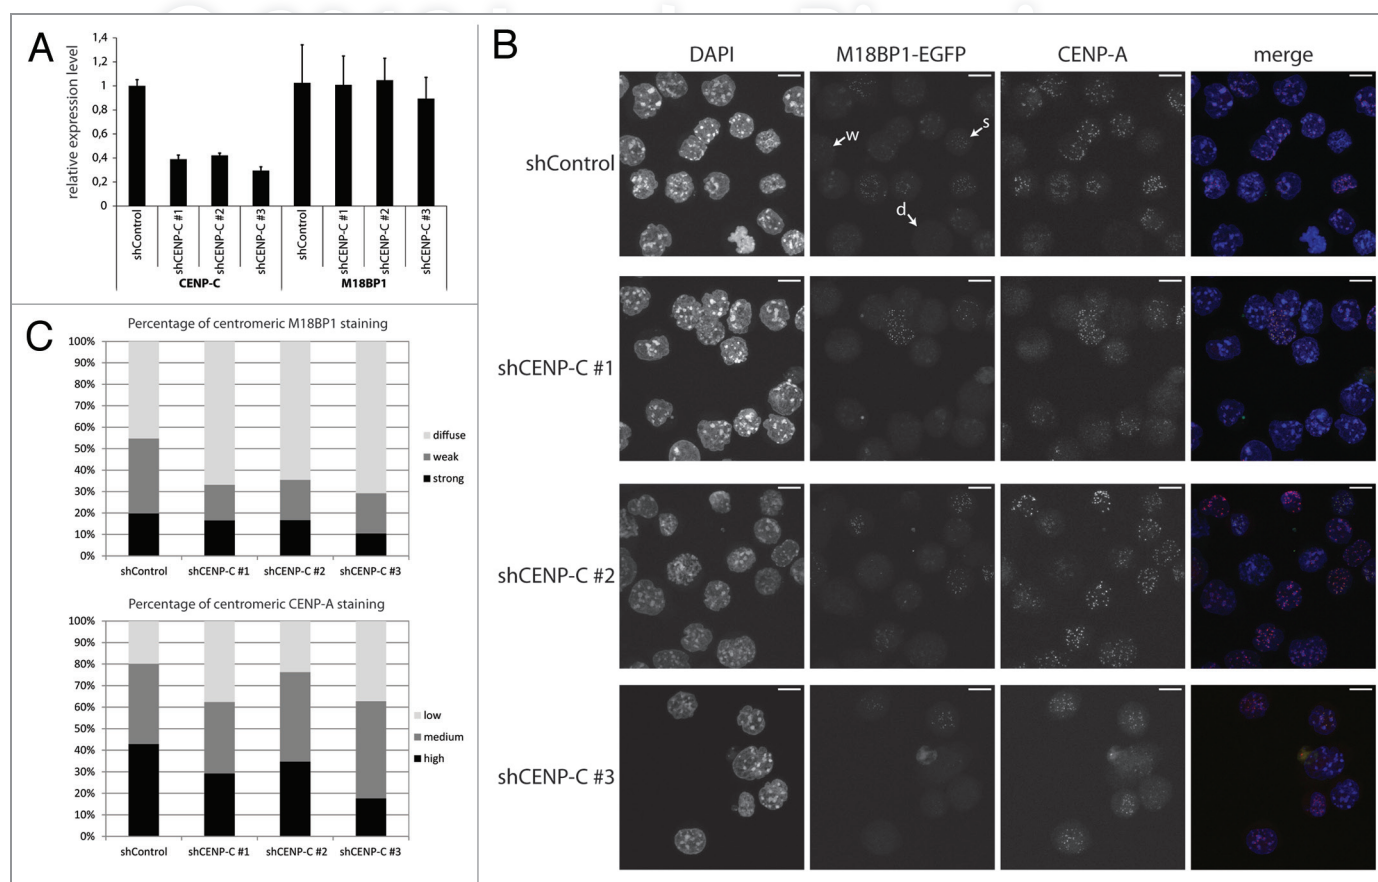 A
relative expression level
1,4
1,2
1
0,8
0,6
0,4
0,2
0
shControl
shCENP-C #1
shCENP-C #2
shCENP-C #3
shControl
shCENP-C #1
shCENP-C #2
shCENP-C #3
CENP-C
M18BP1
B
DAPI M18BP1-EGFP CENP-A merge
shControl
w
s
d
shCENP-C #1
shCENP-C #2
shCENP-C #3
C
Percentage of centromeric M18BP1 staining
100%
90%
80%
70%
60%
50%
40%
30%
20%
10%
0%
diffuse
weak
strong
shControl shCENP-C #1 shCENP-C #2 shCENP-C #3
Percentage of centromeric CENP-A staining
100%
90%
80%
70%
60%
50%
40%
30%
20%
10%
0%
low
medium
high
shControl shCENP-C #1 shCENP-C #2 shCENP-C #3